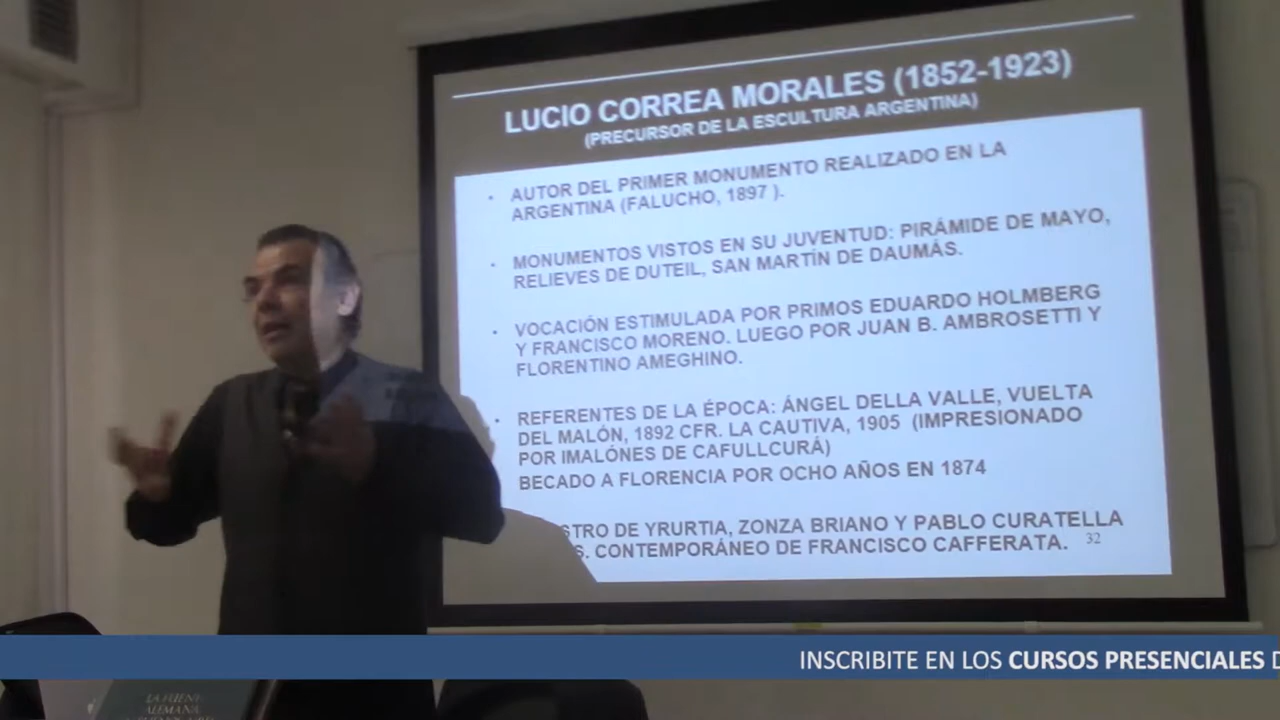 LUCIO CORREA MORALES (1852-1923)
(PRECURSOR DE LA ESCULTURA ARGENTINA)
• AUTOR DEL PRIMER MONUMENTO REALIZADO EN LA
ARGENTINA (FALUCHO, 1897 ).
• MONUMENTOS VISTOS EN SU JUVENTUD: PIRÁMIDE DE MAYO,
RELIEVES DE DUTEIL, SAN MARTÍN DE DAUMÁS.
• VOCACIÓN ESTIMULADA POR PRIMOS EDUARDO HOLMBERG
Y FRANCISCO MORENO. LUEGO POR JUAN B. AMBROSETTI Y
FLORENTINO AMEGHINO.
• REFERENTES DE LA ÉPOCA: ÁNGEL DELLA VALLE, VUELTA
DEL MALÓN, 1892 CFR. LA CAUTIVA, 1905 (IMPRESIONADO
POR IMALÓNES DE CAFULLCURÁ)
BECADO A FLORENCIA POR OCHO AÑOS EN 1874
STRO DE YRURTIA, ZONZA BRIANO Y PABLO CURATELLA
S. CONTEMPORÁNEO DE FRANCISCO CAFFERATA. 32
INSCRIBITE EN LOS CURSOS PRESENCIALES D
LA FUENTE
ALEMANA